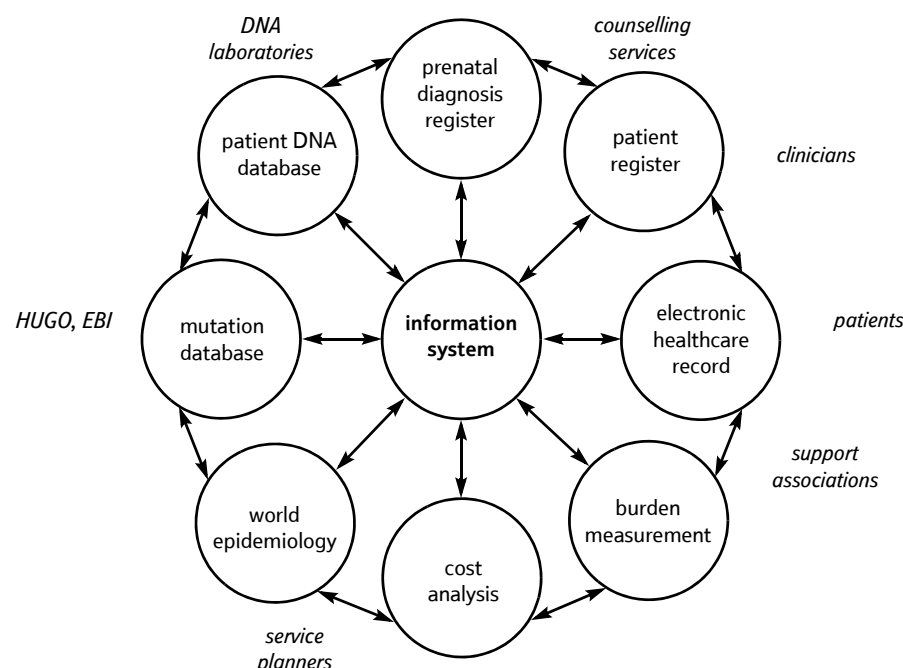 DNA
laboratories
counselling
services
prenatal
diagnosis
register
patient DNA
database
patient
register
clinicians
HUGO, EBI
mutation
database
information
system
electronic
healthcare
record
patients
support
associations
world
epidemiology
burden
measurement
cost
analysis
service
planners